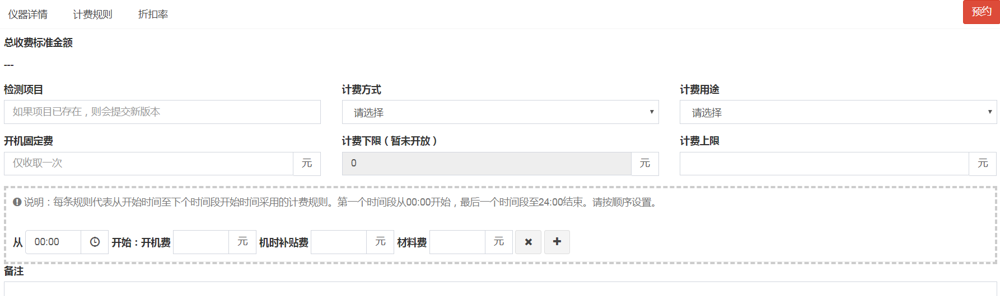 仪器详情 计费规则 折扣率 预约
总收费标准金额
---
检测项目 计费方式 计费用途
如果项目已存在，则会提交新版本 请选择 请选择
开机固定费 计费下限（暂未开放） 计费上限
仅收取一次 元 0 元 元
说明：每条规则代表从开始时间至下个时间段开始时间采用的计费规则。第一个时间段从00:00开始，最后一个时间段至24:00结束。请按顺序设置。
从 00:00 开始：开机费 元 机时补贴费 元 材料费 元
备注